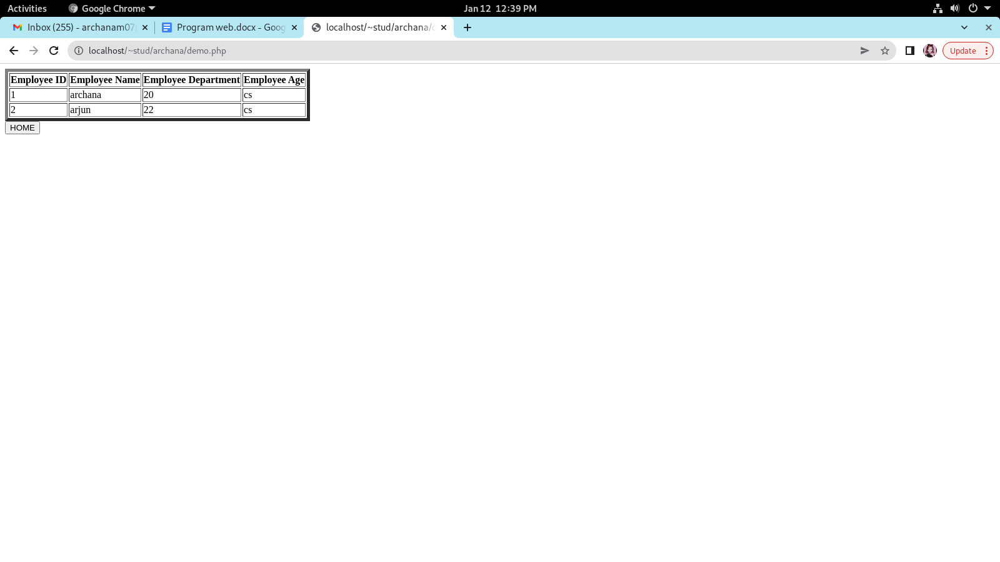 Activities Google Chrome Jan 12 12:39 PM
Inbox (255) - archanam07 Program web.docx - Goog localhost/~stud/archana/
localhost/~stud/archana/demo.php Update
Employee ID Employee Name Employee Department Employee Age
1 archana 20 cs
2 arjun 22 cs
HOME